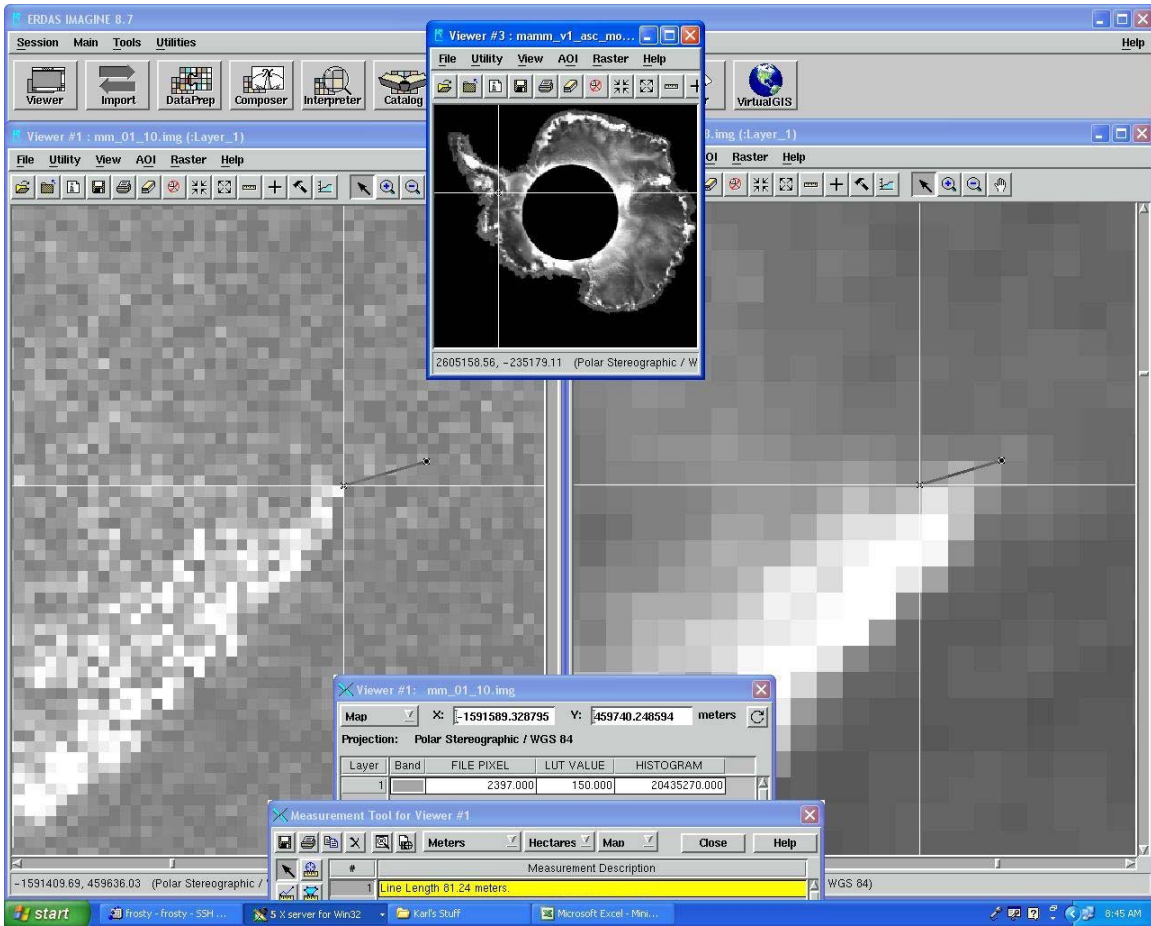 ERDAS IMAGINE 8.7
Session Main Tools Utilities Help
Viewer Import DataPrep Composer Interpreter Catalog VirtualGIS
Viewer #3 : mamm_v1_asc_mo...
File Utility View AOI Raster Help
2605158.56, -235179.11 (Polar Stereographic / W
Viewer #1 : mm_01_10.img (:Layer_1)
File Utility View AOI Raster Help
.img (:Layer_1)
Raster Help
Viewer #1: mm_01_10.img
Map X: -1591589.328795 Y: 459740.248594 meters
Projection: Polar Stereographic / WGS 84
Layer Band FILE PIXEL LUT VALUE HISTOGRAM
1 2397.000 150.000 20435270.000
Measurement Tool for Viewer #1
Meters Hectares Map Close Help
# Measurement Description
1 Line Length 81.24 meters.
-1591409.69, 459636.03 (Polar Stereographic /
WGS 84)
start frosty - frosty - SSH ... 5 X server for Win32 Karl's Stuff Microsoft Excel - Mini... 8:45 AM